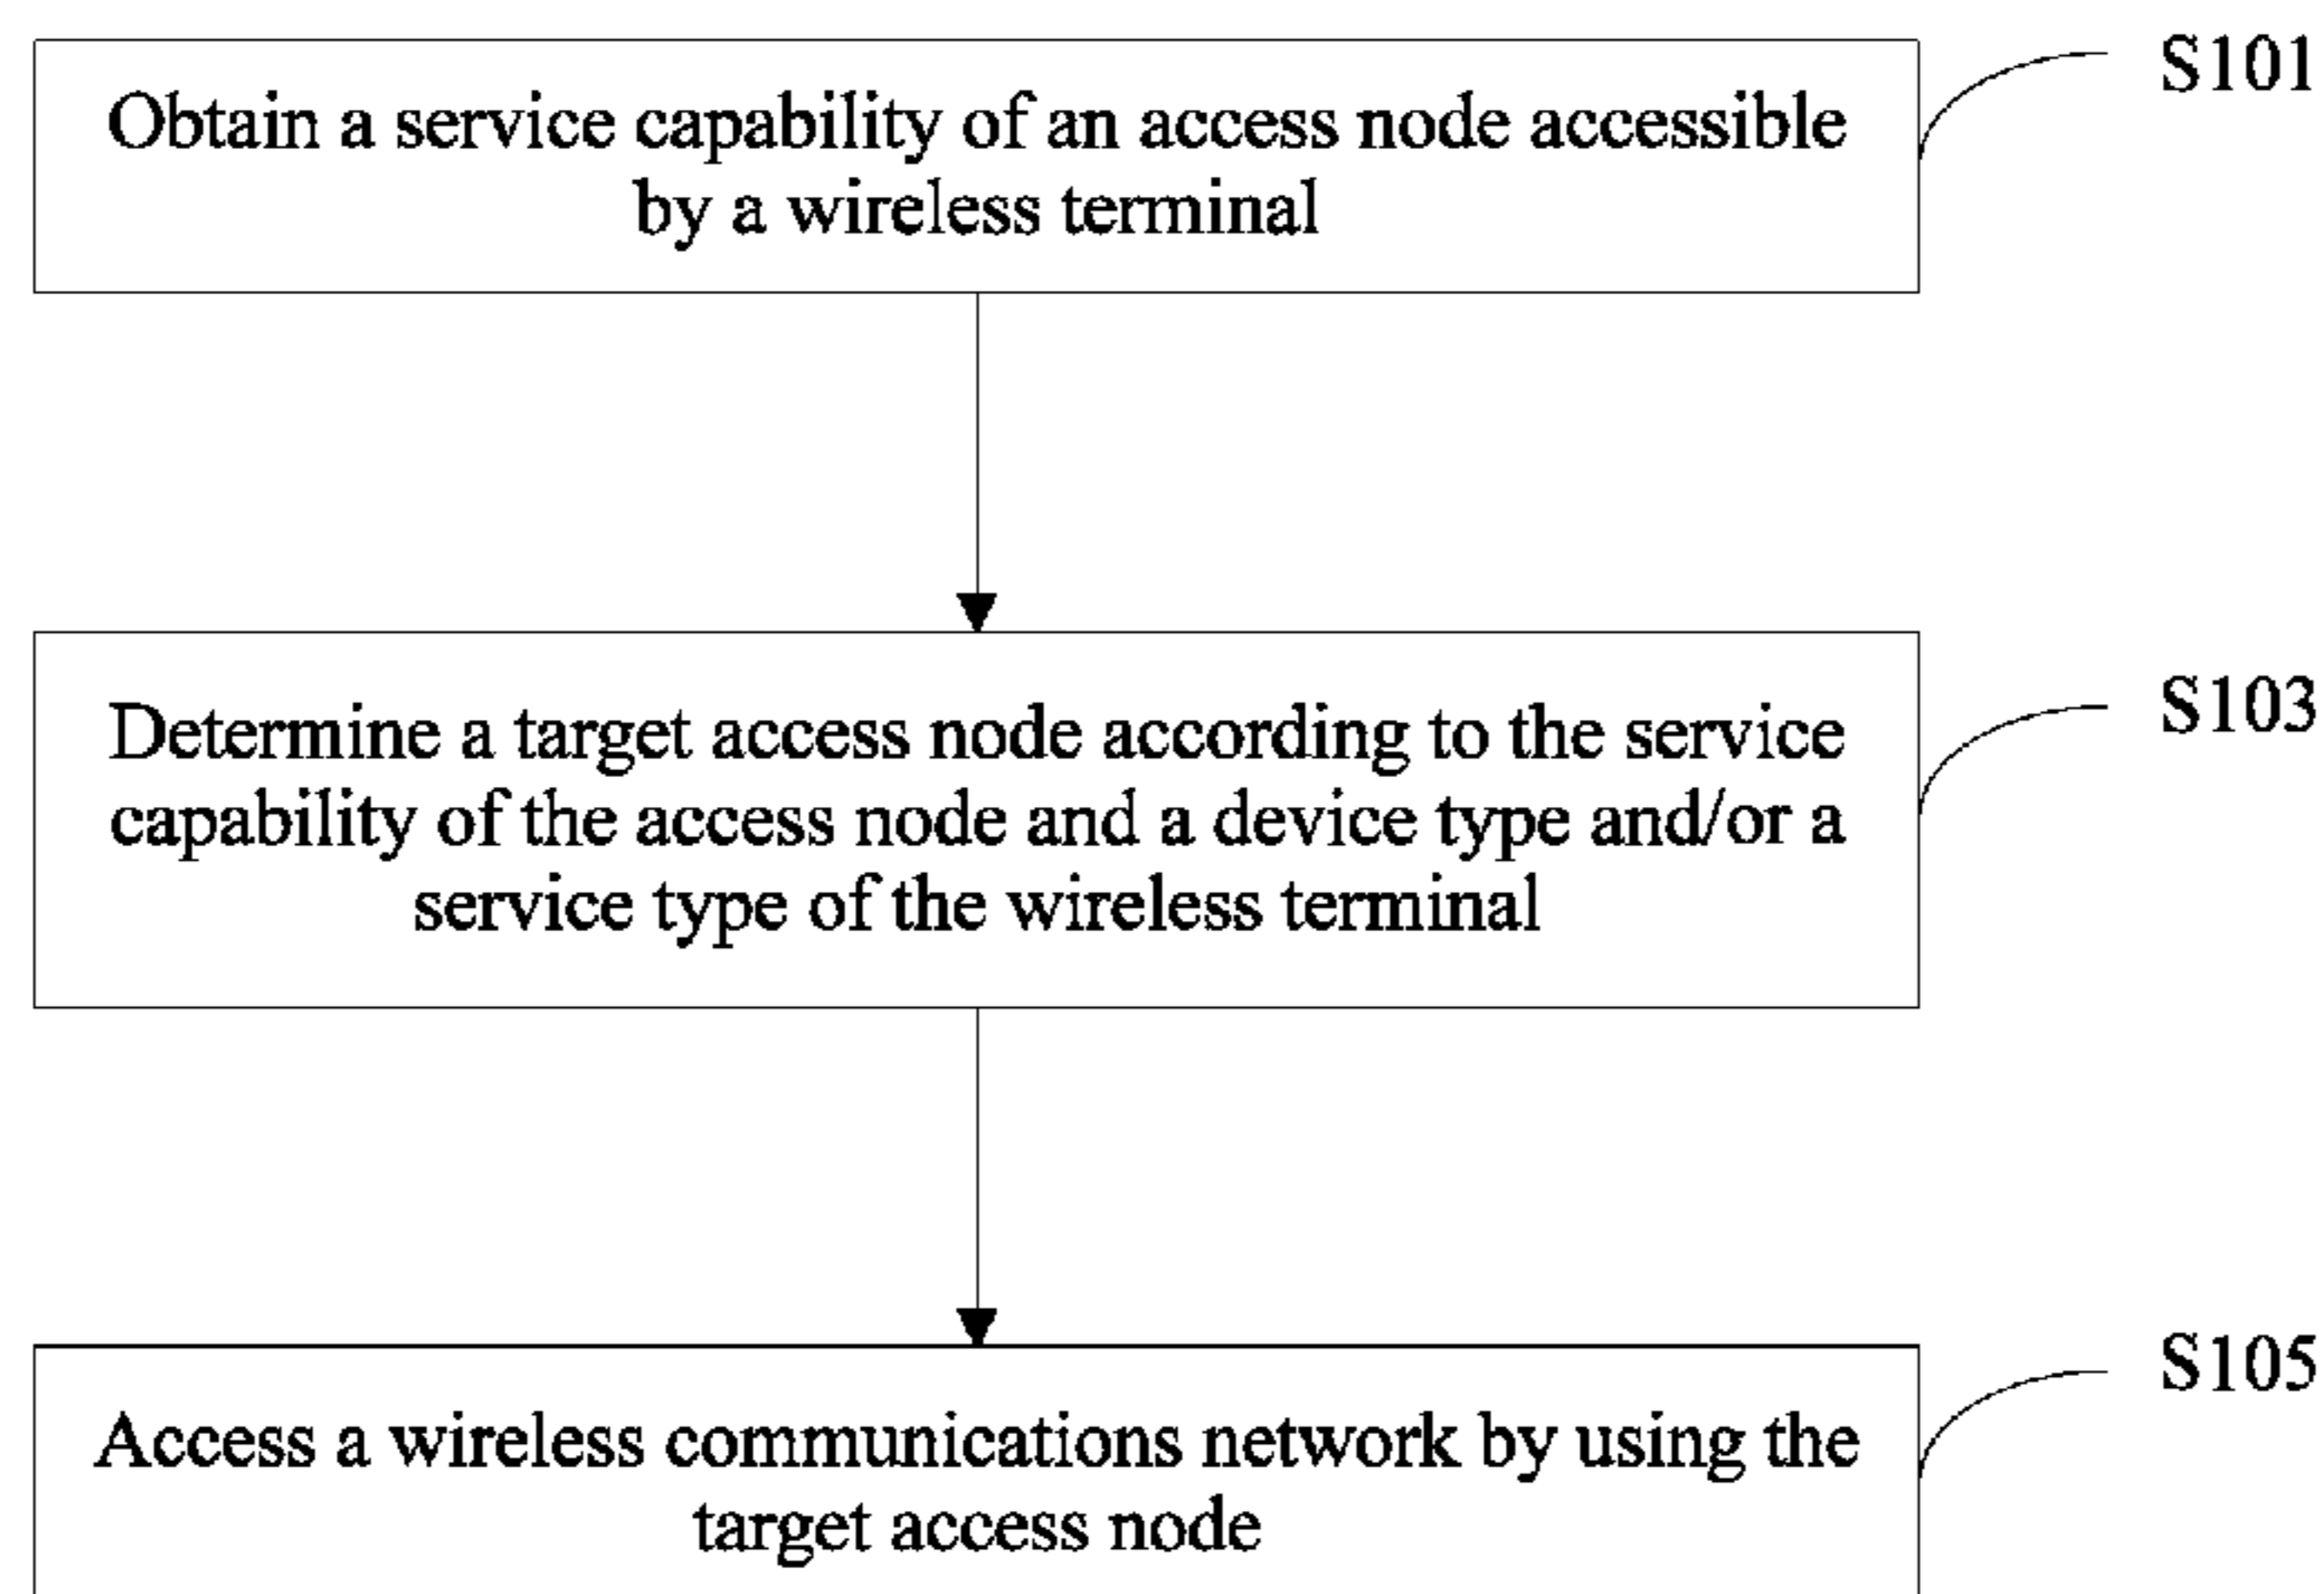 Obtain a service capability of an access node accessible
by a wireless terminal
S101
Determine a target access node according to the service
capability of the access node and a device type and/or a
service type of the wireless terminal
S103
Access a wireless communications network by using the
target access node
S105